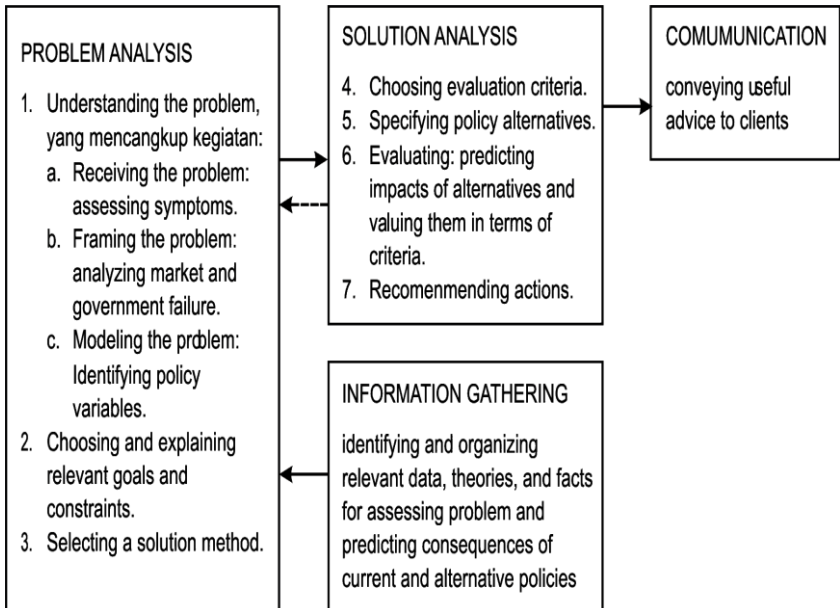 PROBLEM ANALYSIS
1. Understanding the problem,
yang mencangkup kegiatan:
a. Receiving the problem:
assessing symptoms.
b. Framing the problem:
analyzing market and
government failure.
c. Modeling the problem:
Identifying policy
variables.
2. Choosing and explaining
relevant goals and
constraints.
3. Selecting a solution method.
SOLUTION ANALYSIS
4. Choosing evaluation criteria.
5. Specifying policy alternatives.
6. Evaluating: predicting
impacts of alternatives and
valuing them in terms of
criteria.
7. Recomenmending actions.
COMUMUNICATION
conveying useful
advice to clients
INFORMATION GATHERING
identifying and organizing
relevant data, theories, and facts
for assessing problem and
predicting consequences of
current and alternative policies